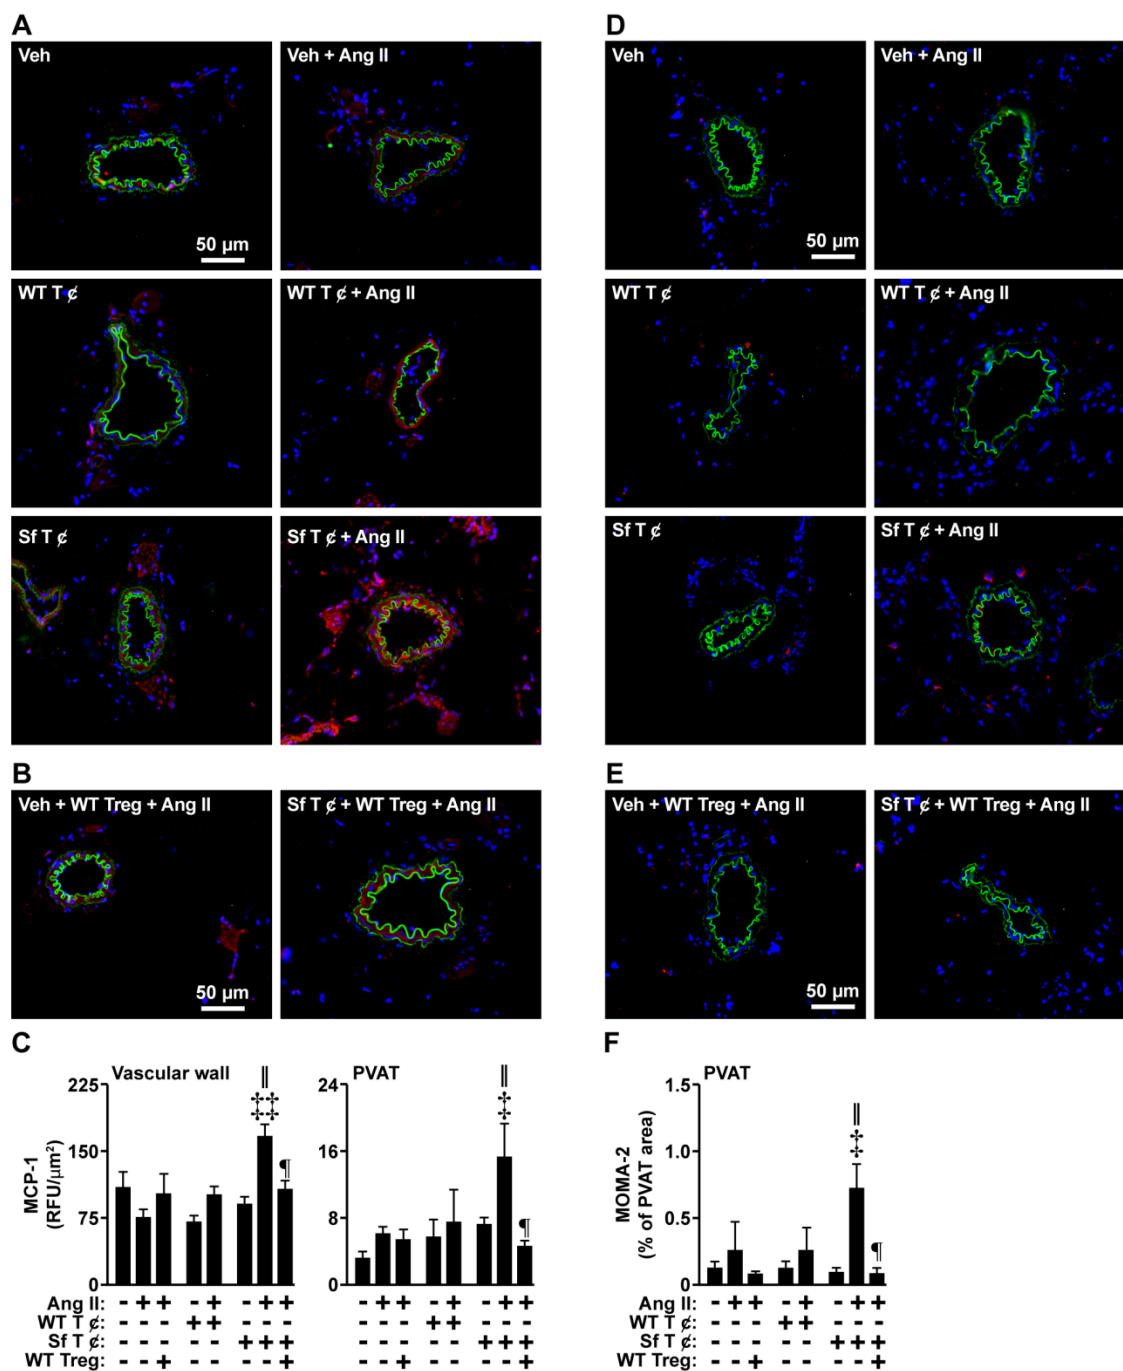 A
Veh
Veh + Ang II
50 µm
WT T ¢
WT T ¢ + Ang II
Sf T ¢
Sf T ¢ + Ang II
B
Veh + WT Treg + Ang II
50 µm
Sf T ¢ + WT Treg + Ang II
C
Vascular wall
MCP-1
(RFU/µm²)
225
150
75
0
||
‡‡
¶
PVAT
24
16
8
0
||
‡
¶
Ang II: - + + - + - + + - + + - + - + +
WT T ¢: - - - + + - - - - - - + + - - -
Sf T ¢: - - - - - + + + - - - - - + + +
WT Treg: - - + - - - - + - - + - - - - +
D
Veh
50 µm
Veh + Ang II
WT T ¢
WT T ¢ + Ang II
Sf T ¢
Sf T ¢ + Ang II
E
Veh + WT Treg + Ang II
50 µm
Sf T ¢ + WT Treg + Ang II
F
PVAT
MOMA-2
(% of PVAT area)
1.5
1.0
0.5
0
||
‡
¶
Ang II: - + + - + - + +
WT T ¢: - - - + + - - -
Sf T ¢: - - - - - + + +
WT Treg: - - + - - - - +